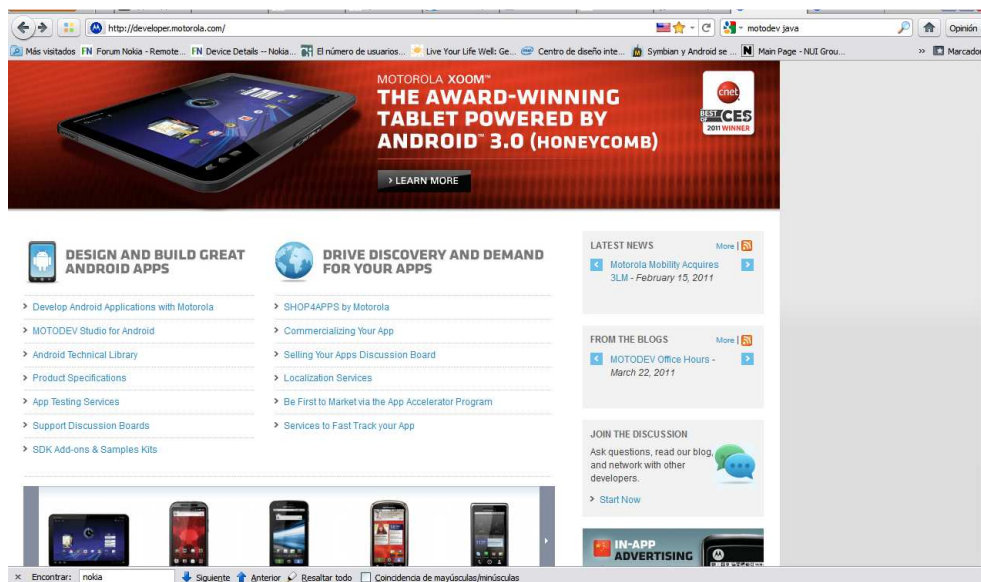 http://developer.motorola.com/
motodev java
Opinión
Más visitados
FN Forum Nokia - Remote...
FN Device Details -- Nokia...
El número de usuarios...
Live Your Life Well: Ge...
Centro de diseño inte...
Symbian y Android se ...
N Main Page - NUI Grou...
»
Marcador
MOTOROLA XOOM™
THE AWARD-WINNING
TABLET POWERED BY
ANDROID™ 3.0 (HONEYCOMB)
> LEARN MORE
cnet
BEST OF CES
2011 WINNER
DESIGN AND BUILD GREAT
ANDROID APPS
> Develop Android Applications with Motorola
> MOTODEV Studio for Android
> Android Technical Library
> Product Specifications
> App Testing Services
> Support Discussion Boards
> SDK Add-ons & Samples Kits
DRIVE DISCOVERY AND DEMAND
FOR YOUR APPS
> SHOP4APPS by Motorola
> Commercializing Your App
> Selling Your Apps Discussion Board
> Localization Services
> Be First to Market via the App Accelerator Program
> Services to Fast Track your App
LATEST NEWS More |
Motorola Mobility Acquires
3LM - February 15, 2011
FROM THE BLOGS More |
MOTODEV Office Hours -
March 22, 2011
JOIN THE DISCUSSION
Ask questions, read our blog,
and network with other
developers.
> Start Now
IN-APP
ADVERTISING
× Encontrar: nokia Siguiente Anterior Resaltar todo Coincidencia de mayúsculas/minúsculas